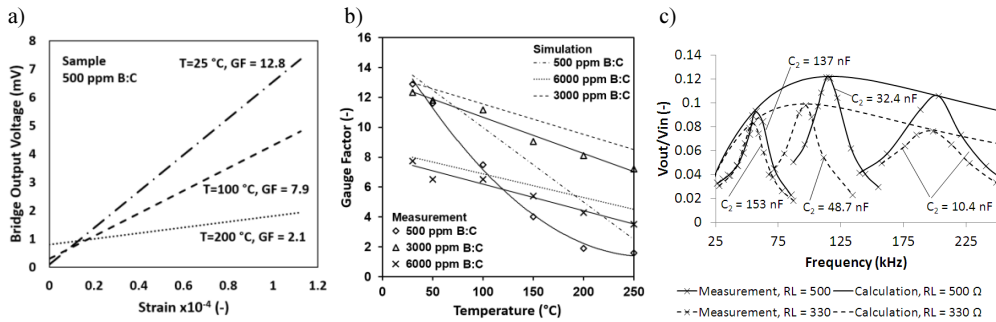 a)
8
7
6
5
4
3
2
1
0
Bridge Output Voltage (mV)
Sample
500 ppm B:C
T=25 °C, GF = 12.8
T=100 °C, GF = 7.9
T=200 °C, GF = 2.1
0 0.2 0.4 0.6 0.8 1 1.2
Strain x10⁻⁴ (-)
b)
16
14
12
10
8
6
4
2
0
Gauge Factor (-)
Simulation
500 ppm B:C
6000 ppm B:C
3000 ppm B:C
Measurement
500 ppm B:C
3000 ppm B:C
6000 ppm B:C
0 50 100 150 200 250
Temperature (°C)
c)
0.14
0.12
0.1
0.08
0.06
0.04
0.02
0
Vout/Vin (-)
C₂ = 137 nF
C₂ = 32.4 nF
C₂ = 153 nF
C₂ = 48.7 nF
C₂ = 10.4 nF
25 75 125 175 225
Frequency (kHz)
Measurement, RL = 500
Calculation, RL = 500 Ω
Measurement, RL = 330
Calculation, RL = 330 Ω